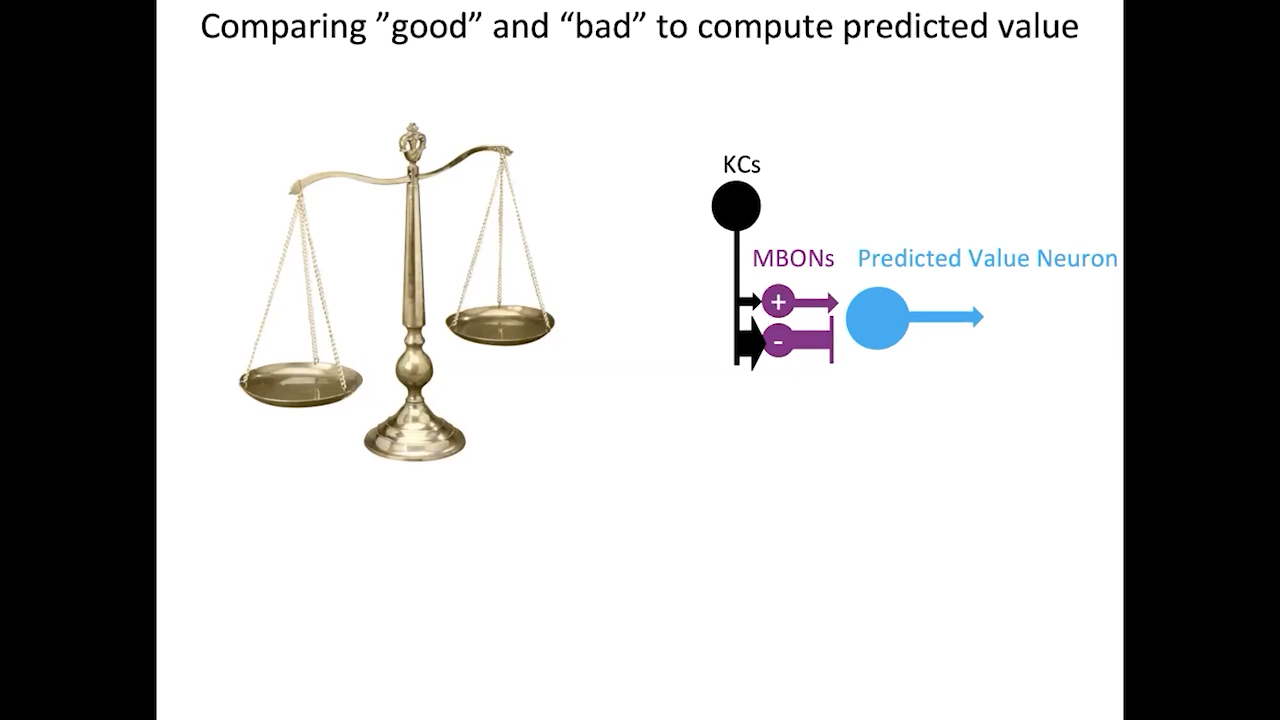 Comparing ”good” and “bad” to compute predicted value
KCs
MBONs
Predicted Value Neuron
+
-